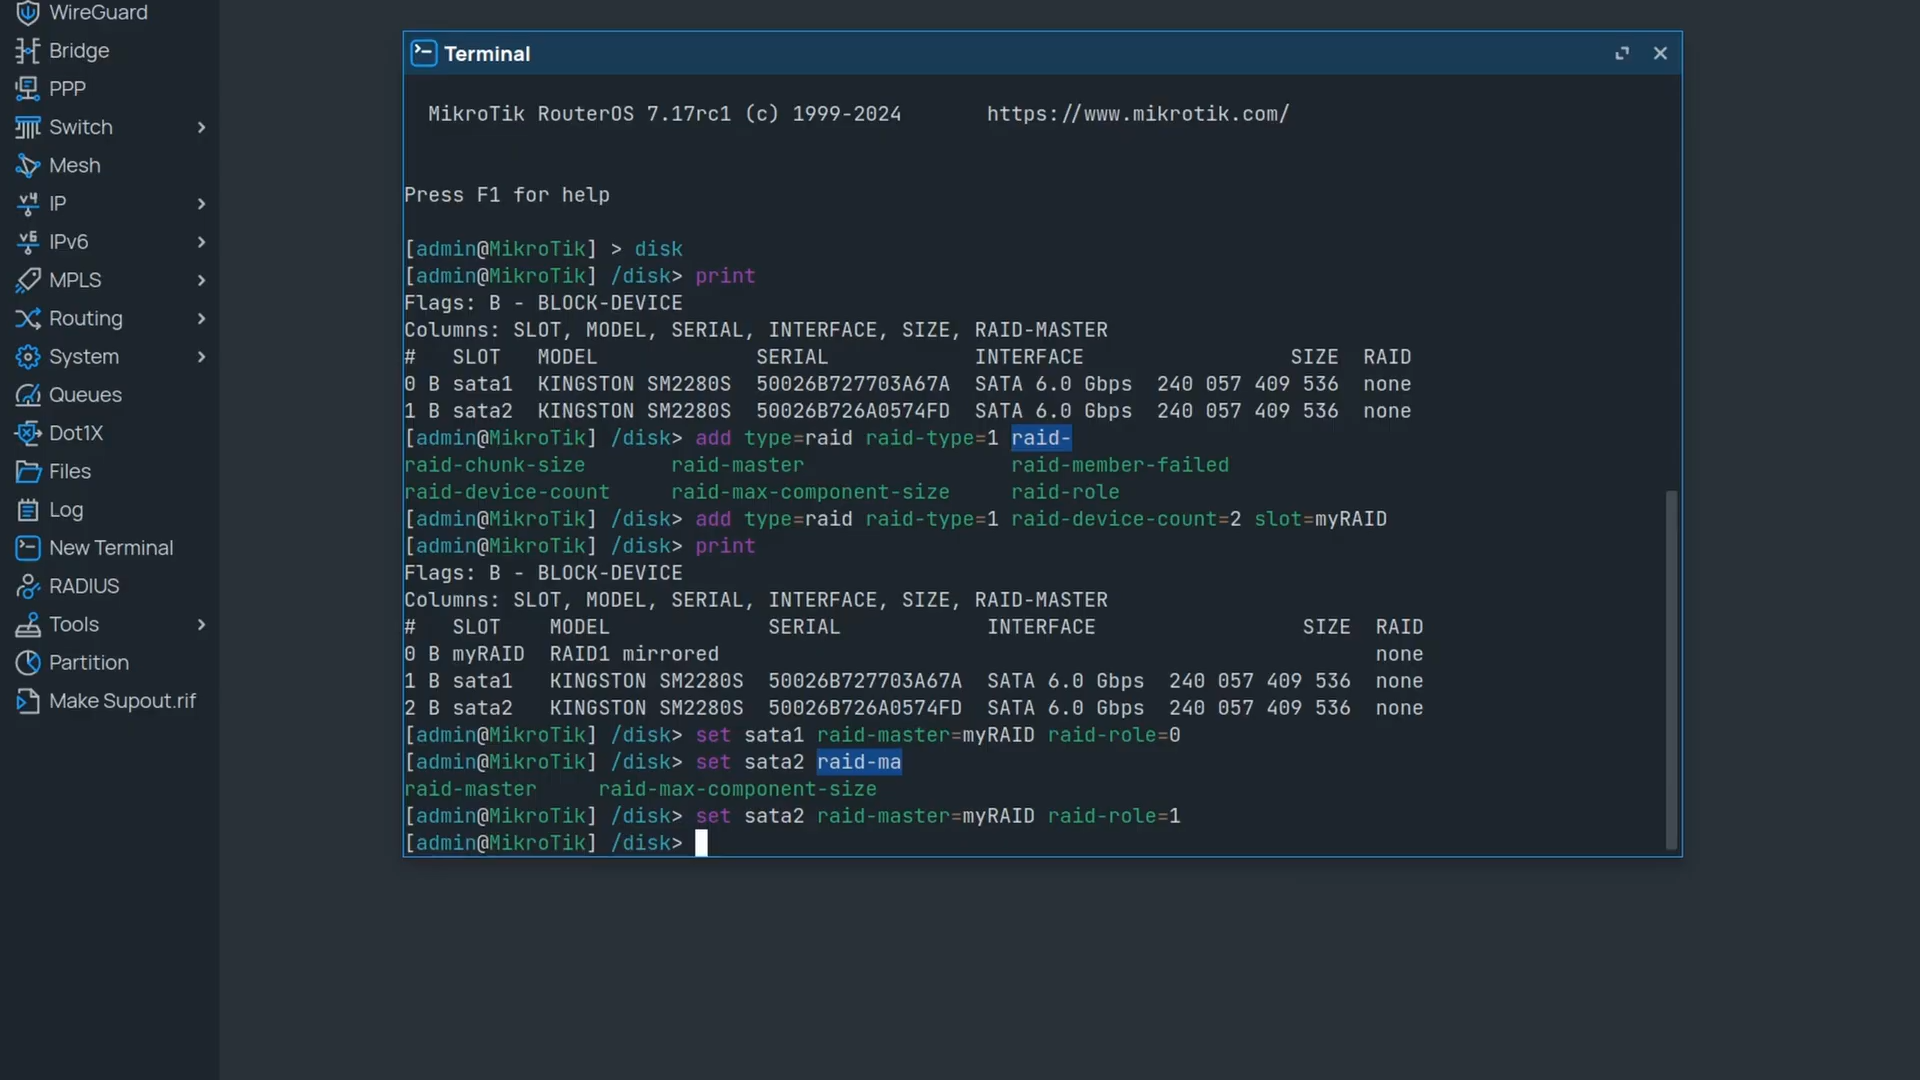 WireGuard
Bridge
PPP
Switch
Mesh
IP
IPv6
MPLS
Routing
System
Queues
Dot1X
Files
Log
New Terminal
RADIUS
Tools
Partition
Make Supout.rif
Terminal
MikroTik RouterOS 7.17rc1 (c) 1999-2024       https://www.mikrotik.com/
Press F1 for help
[admin@MikroTik] > disk
[admin@MikroTik] /disk> print
Flags: B - BLOCK-DEVICE
Columns: SLOT, MODEL, SERIAL, INTERFACE, SIZE, RAID-MASTER
#   SLOT   MODEL             SERIAL            INTERFACE                 SIZE  RAID
0 B sata1  KINGSTON SM2280S  50026B727703A67A  SATA 6.0 Gbps  240 057 409 536  none
1 B sata2  KINGSTON SM2280S  50026B726A0574FD  SATA 6.0 Gbps  240 057 409 536  none
[admin@MikroTik] /disk> add type=raid raid-type=1 raid-
raid-chunk-size       raid-master                 raid-member-failed
raid-device-count     raid-max-component-size     raid-role
[admin@MikroTik] /disk> add type=raid raid-type=1 raid-device-count=2 slot=myRAID
[admin@MikroTik] /disk> print
Flags: B - BLOCK-DEVICE
Columns: SLOT, MODEL, SERIAL, INTERFACE, SIZE, RAID-MASTER
#   SLOT    MODEL             SERIAL            INTERFACE                 SIZE  RAID
0 B myRAID  RAID1 mirrored                                                      none
1 B sata1   KINGSTON SM2280S  50026B727703A67A  SATA 6.0 Gbps  240 057 409 536  none
2 B sata2   KINGSTON SM2280S  50026B726A0574FD  SATA 6.0 Gbps  240 057 409 536  none
[admin@MikroTik] /disk> set sata1 raid-master=myRAID raid-role=0
[admin@MikroTik] /disk> set sata2 raid-ma
raid-master     raid-max-component-size
[admin@MikroTik] /disk> set sata2 raid-master=myRAID raid-role=1
[admin@MikroTik] /disk>